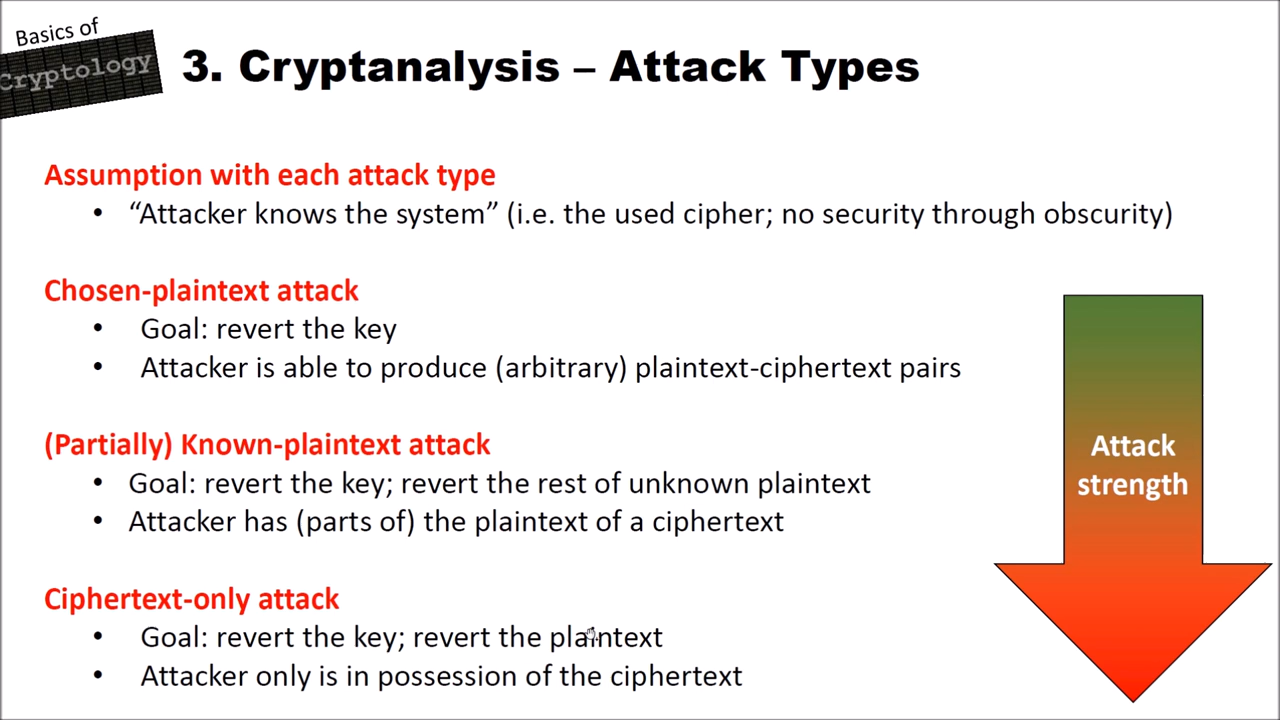 Basics of
Cryptology
3. Cryptanalysis – Attack Types
Assumption with each attack type
• “Attacker knows the system” (i.e. the used cipher; no security through obscurity)
Chosen-plaintext attack
• Goal: revert the key
• Attacker is able to produce (arbitrary) plaintext-ciphertext pairs
(Partially) Known-plaintext attack
• Goal: revert the key; revert the rest of unknown plaintext
• Attacker has (parts of) the plaintext of a ciphertext
Ciphertext-only attack
• Goal: revert the key; revert the plaintext
• Attacker only is in possession of the ciphertext
Attack
strength